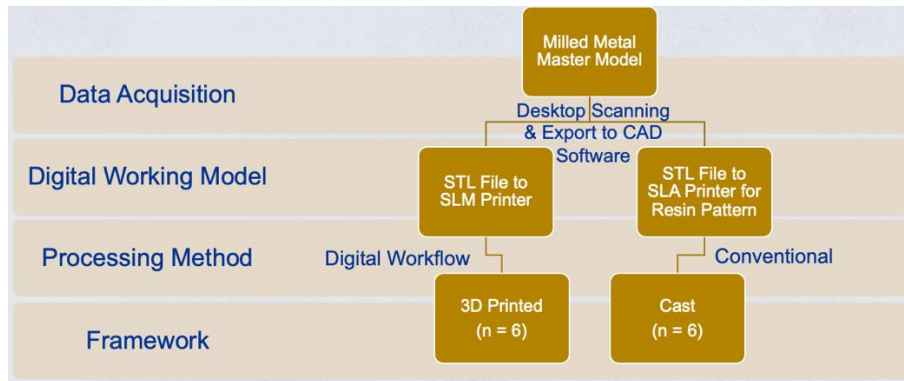 Milled Metal
Master Model
Data Acquisition
Desktop Scanning
& Export to CAD
Software
Digital Working Model
STL File to
SLM Printer
STL File to
SLA Printer for
Resin Pattern
Processing Method
Digital Workflow
Conventional
3D Printed
(n = 6)
Cast
(n = 6)
Framework